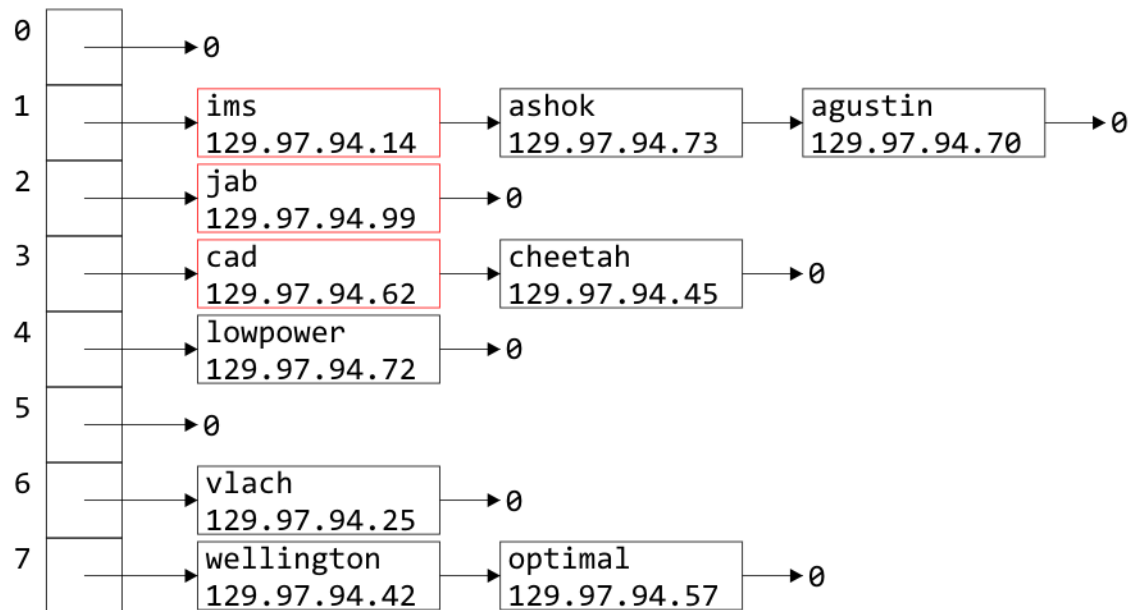 0
0
1
ims
129.97.94.14
ashok
129.97.94.73
agustin
129.97.94.70
0
2
jab
129.97.94.99
0
3
cad
129.97.94.62
cheetah
129.97.94.45
0
4
lowpower
129.97.94.72
0
5
0
6
vlach
129.97.94.25
0
7
wellington
129.97.94.42
optimal
129.97.94.57
0